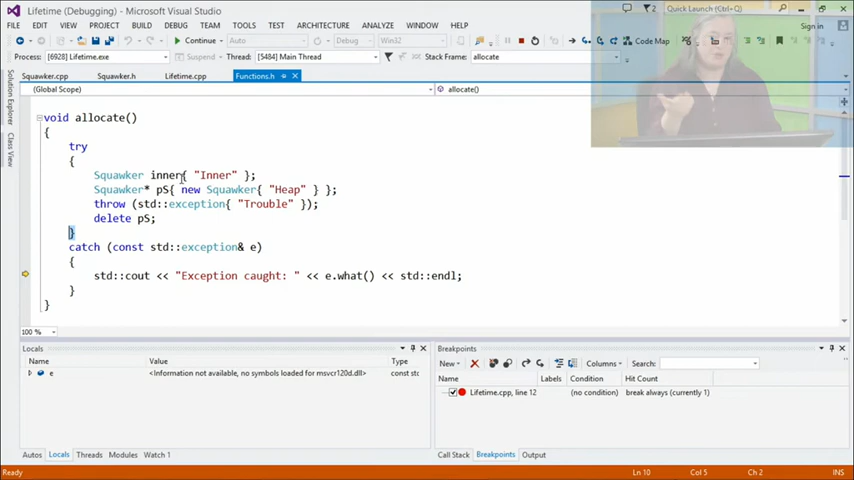 Lifetime (Debugging) - Microsoft Visual Studio
Quick Launch (Ctrl+Q)
FILE EDIT VIEW PROJECT BUILD DEBUG TEAM TOOLS TEST ARCHITECTURE ANALYZE WINDOW HELP
Sign in
Continue Auto Debug Win32 Code Map
Process: [6928] Lifetime.exe Suspend Thread: [5484] Main Thread Stack Frame: allocate
Squawker.cpp Squawker.h Lifetime.cpp Functions.h
(Global Scope) allocate()
Solution Explorer
Class View
void allocate()
{
try
{
Squawker inner{ "Inner" };
Squawker* pS{ new Squawker{ "Heap" } };
throw (std::exception{ "Trouble" });
delete pS;
}
catch (const std::exception& e)
{
std::cout << "Exception caught: " << e.what() << std::endl;
}
}
100 %
Locals
Name Value Type
e <Information not available, no symbols loaded for msvcr120d.dll> const stc
Autos Locals Threads Modules Watch 1
Breakpoints
New Columns Search:
Name Labels Condition Hit Count
Lifetime.cpp, line 12 (no condition) break always (currently 1)
Call Stack Breakpoints Output
Ln 10 Col 5 Ch 2